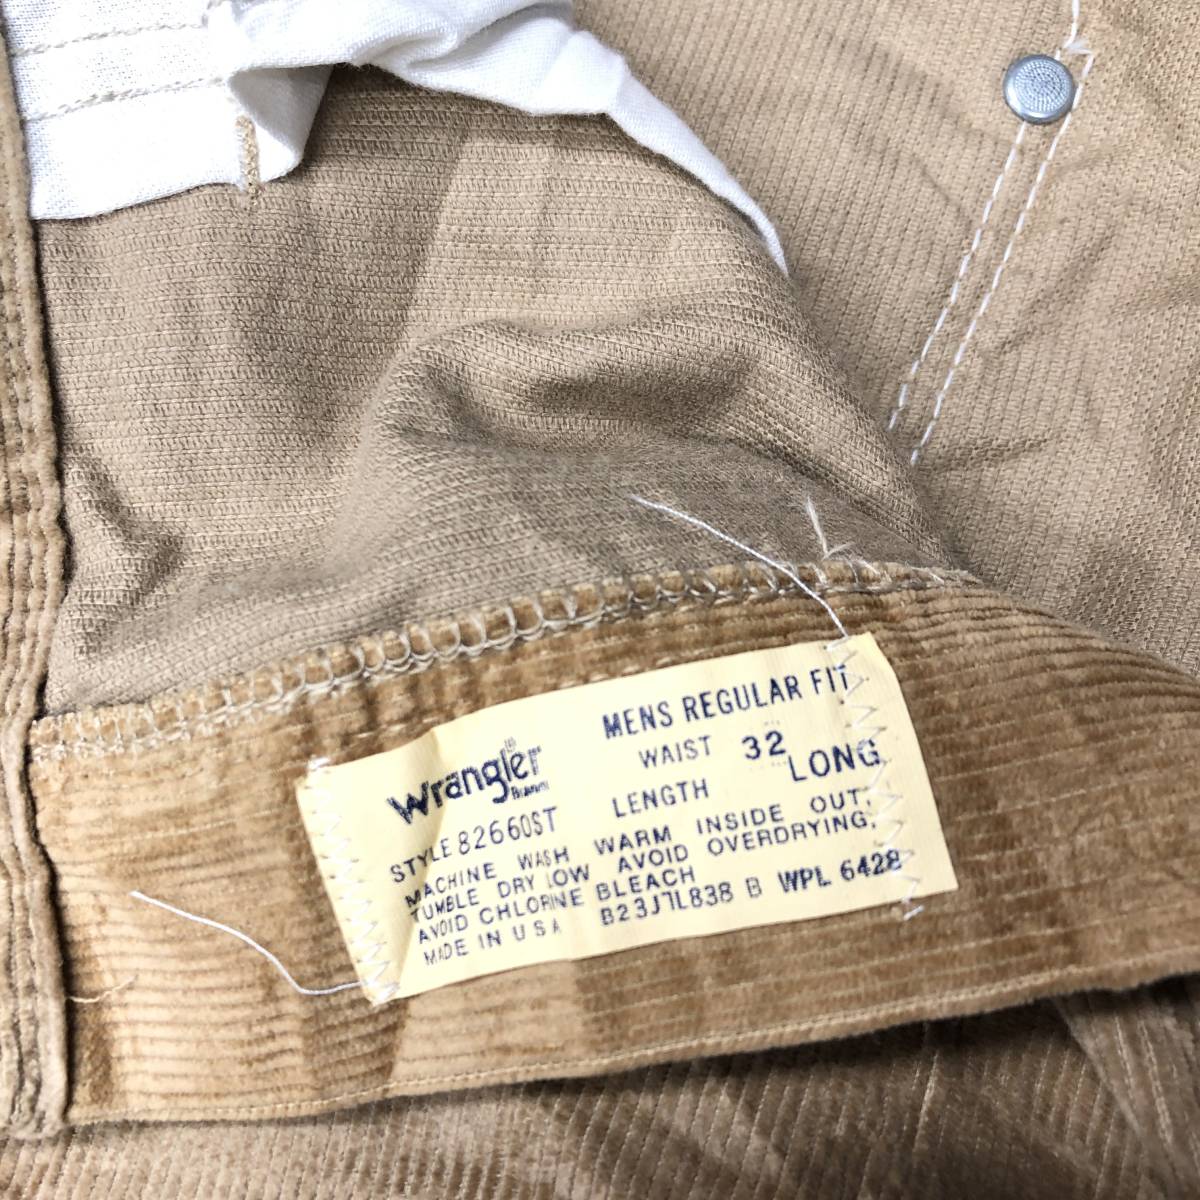 Wrangler®
MENS REGULAR FIT
WAIST 32
LENGTH LONG
STYLE 82660ST
MACHINE WASH WARM INSIDE OUT,
TUMBLE DRY LOW AVOID OVERDRYING,
AVOID CHLORINE BLEACH
MADE IN USA B23J7L838 B WPL 6428